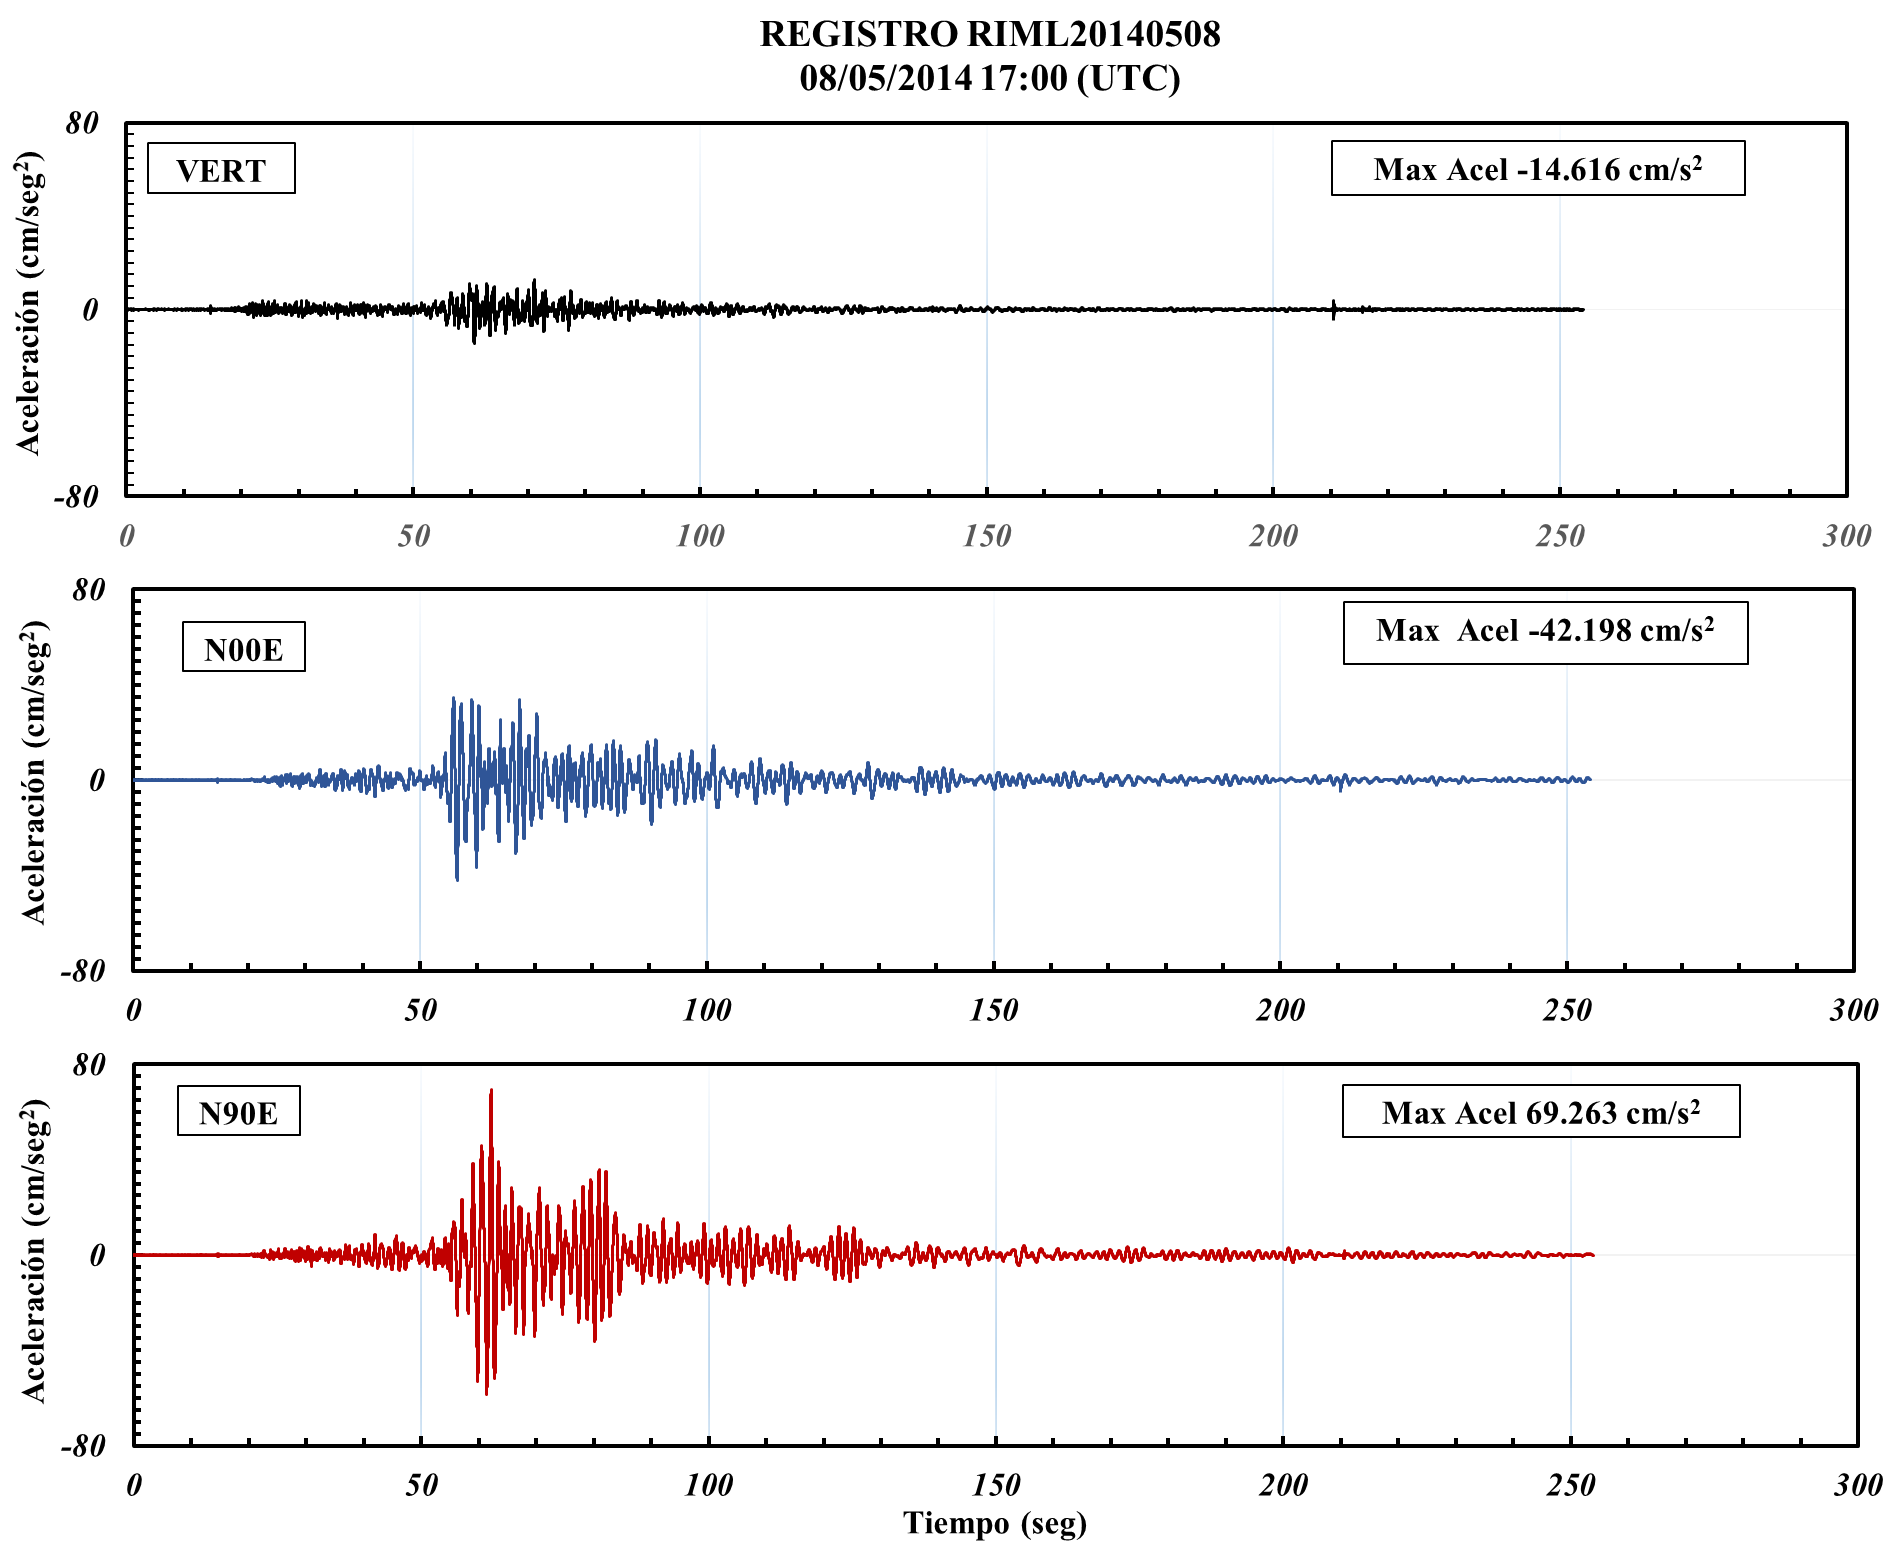 REGISTRO RIML20140508
08/05/2014 17:00 (UTC)
80
VERT
Max Acel -14.616 cm/s²
Aceleración (cm/seg²)
0
-80
0 50 100 150 200 250 300
80
N00E
Max Acel -42.198 cm/s²
Aceleración (cm/seg²)
0
-80
0 50 100 150 200 250 300
80
N90E
Max Acel 69.263 cm/s²
Aceleración (cm/seg²)
0
-80
0 50 100 150 200 250 300
Tiempo (seg)